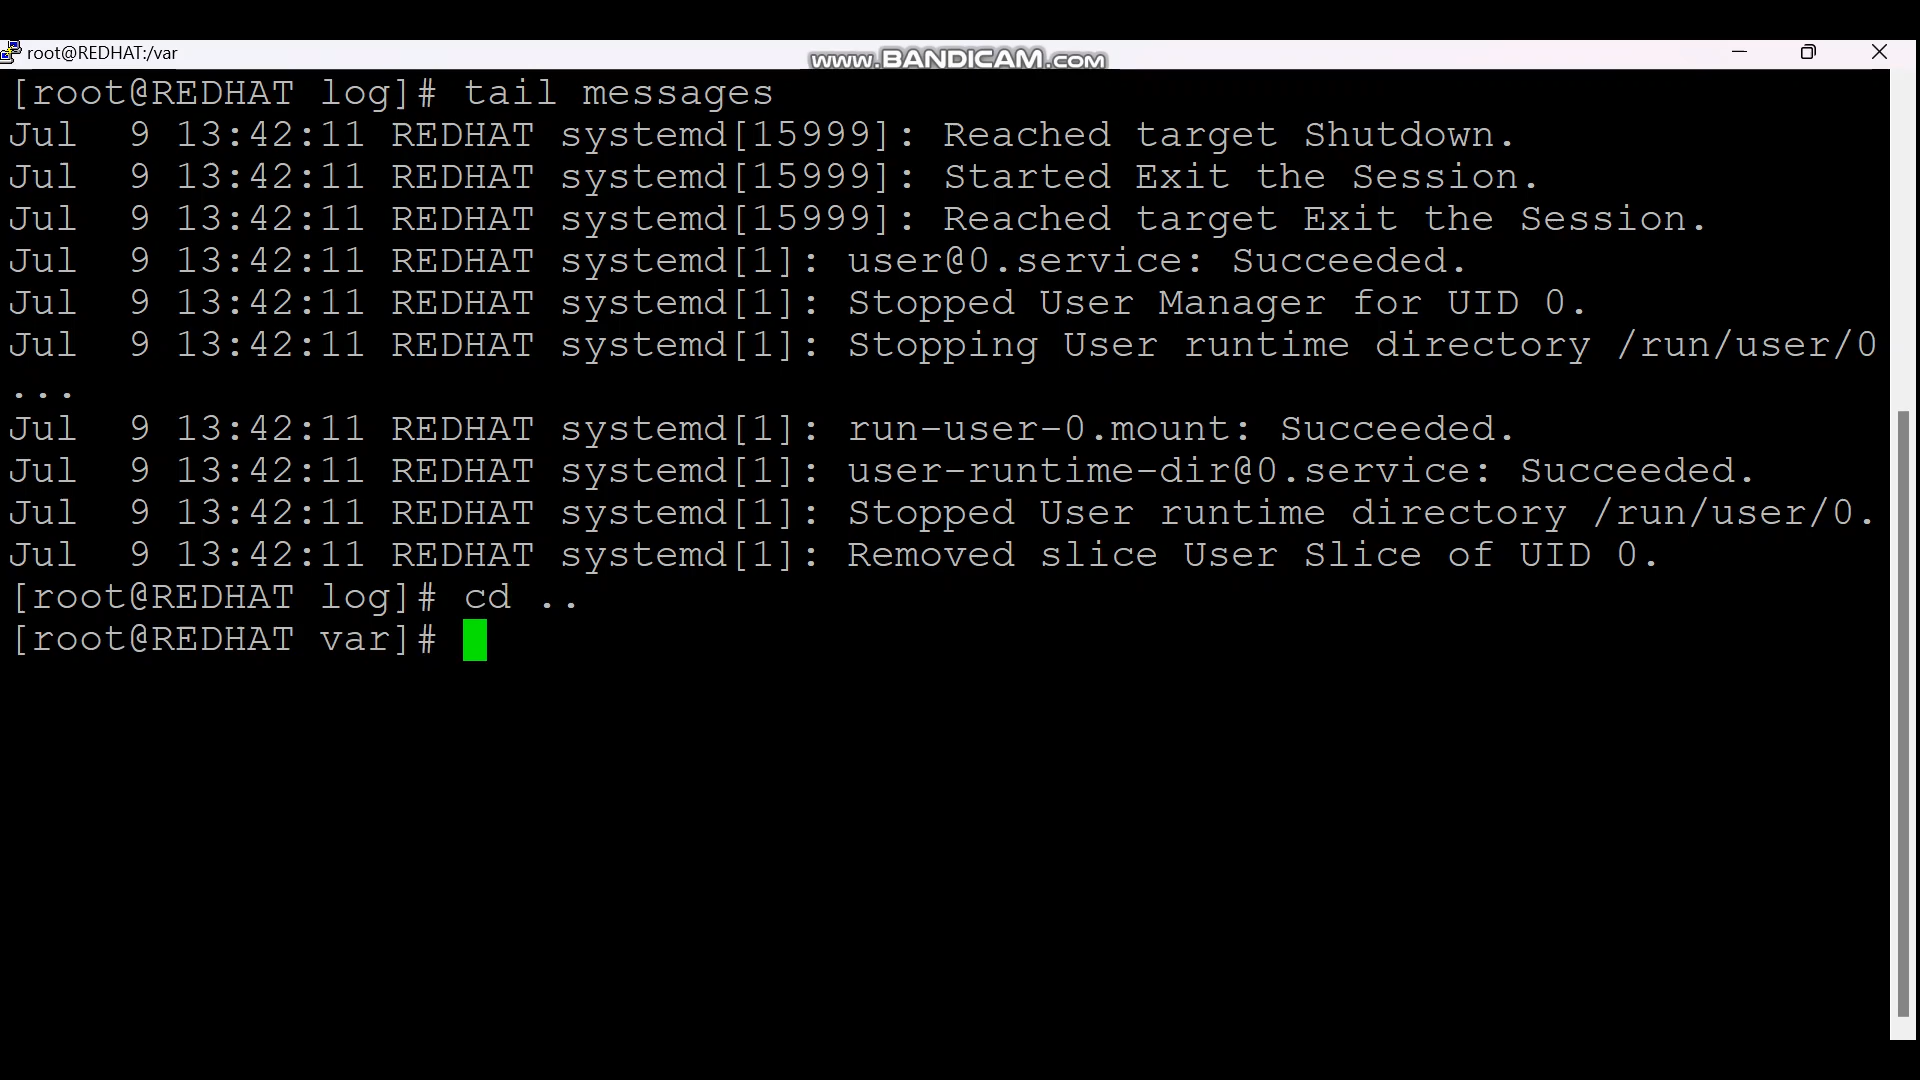 root@REDHAT:/var
www.BANDICAM.com
[root@REDHAT log]# tail messages
Jul  9 13:42:11 REDHAT systemd[15999]: Reached target Shutdown.
Jul  9 13:42:11 REDHAT systemd[15999]: Started Exit the Session.
Jul  9 13:42:11 REDHAT systemd[15999]: Reached target Exit the Session.
Jul  9 13:42:11 REDHAT systemd[1]: user@0.service: Succeeded.
Jul  9 13:42:11 REDHAT systemd[1]: Stopped User Manager for UID 0.
Jul  9 13:42:11 REDHAT systemd[1]: Stopping User runtime directory /run/user/0
...
Jul  9 13:42:11 REDHAT systemd[1]: run-user-0.mount: Succeeded.
Jul  9 13:42:11 REDHAT systemd[1]: user-runtime-dir@0.service: Succeeded.
Jul  9 13:42:11 REDHAT systemd[1]: Stopped User runtime directory /run/user/0.
Jul  9 13:42:11 REDHAT systemd[1]: Removed slice User Slice of UID 0.
[root@REDHAT log]# cd ..
[root@REDHAT var]#